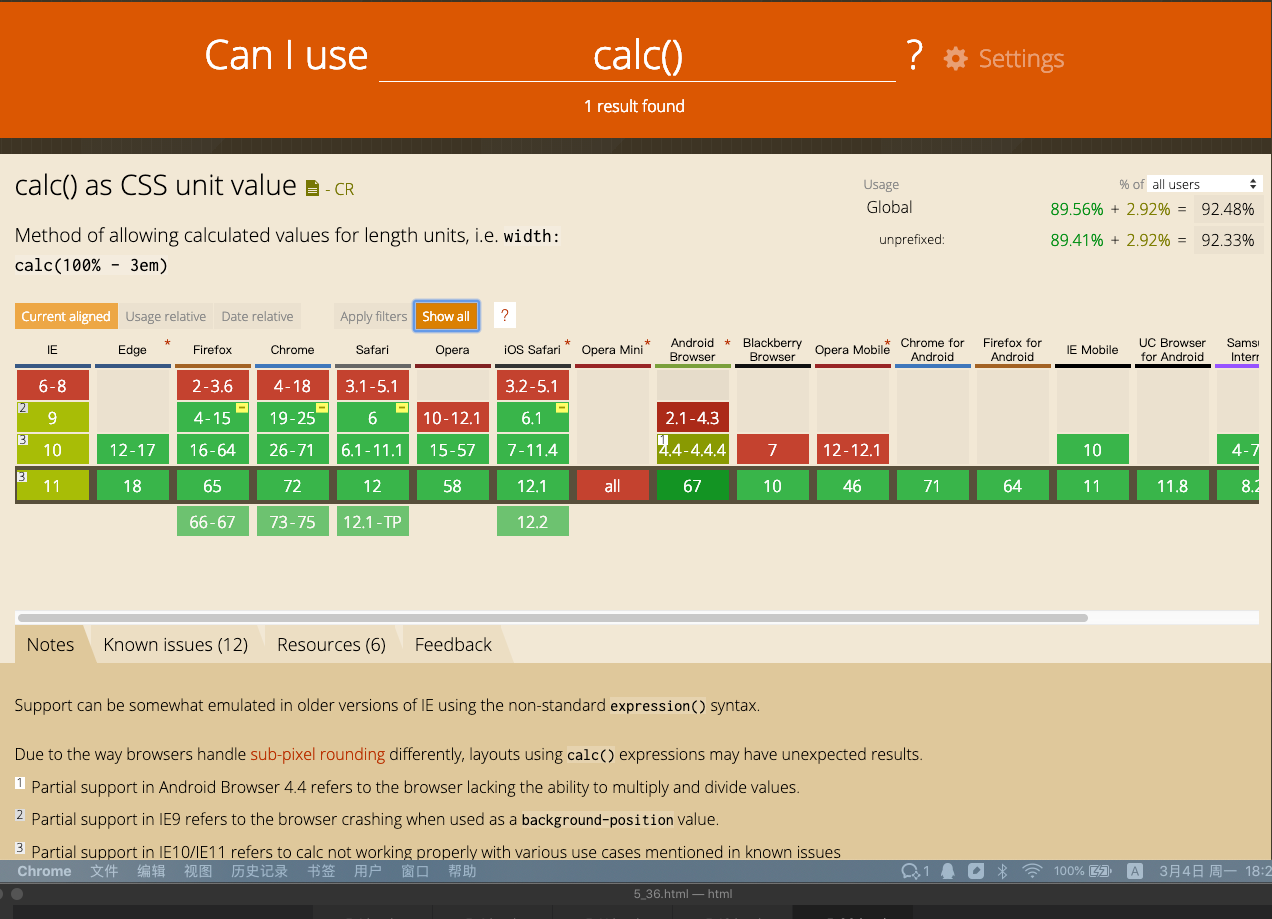 Can I use calc() ? Settings
1 result found
calc() as CSS unit value - CR
Usage % of all users
Global 89.56% + 2.92% = 92.48%
unprefixed: 89.41% + 2.92% = 92.33%
Method of allowing calculated values for length units, i.e. width:
calc(100% - 3em)
Current aligned Usage relative Date relative Apply filters Show all ?
IE Edge * Firefox Chrome Safari Opera iOS Safari * Opera Mini * Android Browser * Blackberry Browser Opera Mobile * Chrome for Android Firefox for Android IE Mobile UC Browser for Android
6-8 2-3.6 4-18 3.1-5.1 3.2-5.1
2 9 4-15 19-25 6 10-12.1 6.1 2.1-4.3
3 10 12-17 16-64 26-71 6.1-11.1 15-57 7-11.4 1 4.4-4.4.4 7 12-12.1 10 4-7
3 11 18 65 72 12 58 12.1 all 67 10 46 71 64 11 11.8 8.2
66-67 73-75 12.1-TP 12.2
Notes Known issues (12) Resources (6) Feedback
Support can be somewhat emulated in older versions of IE using the non-standard expression() syntax.
Due to the way browsers handle sub-pixel rounding differently, layouts using calc() expressions may have unexpected results.
1 Partial support in Android Browser 4.4 refers to the browser lacking the ability to multiply and divide values.
2 Partial support in IE9 refers to the browser crashing when used as a background-position value.
3 Partial support in IE10/IE11 refers to calc not working properly with various use cases mentioned in known issues
Chrome 文件 编辑 视图 历史记录 书签 用户 窗口 帮助 1 100% A 3月4日 周一 18:2
5_36.html — html